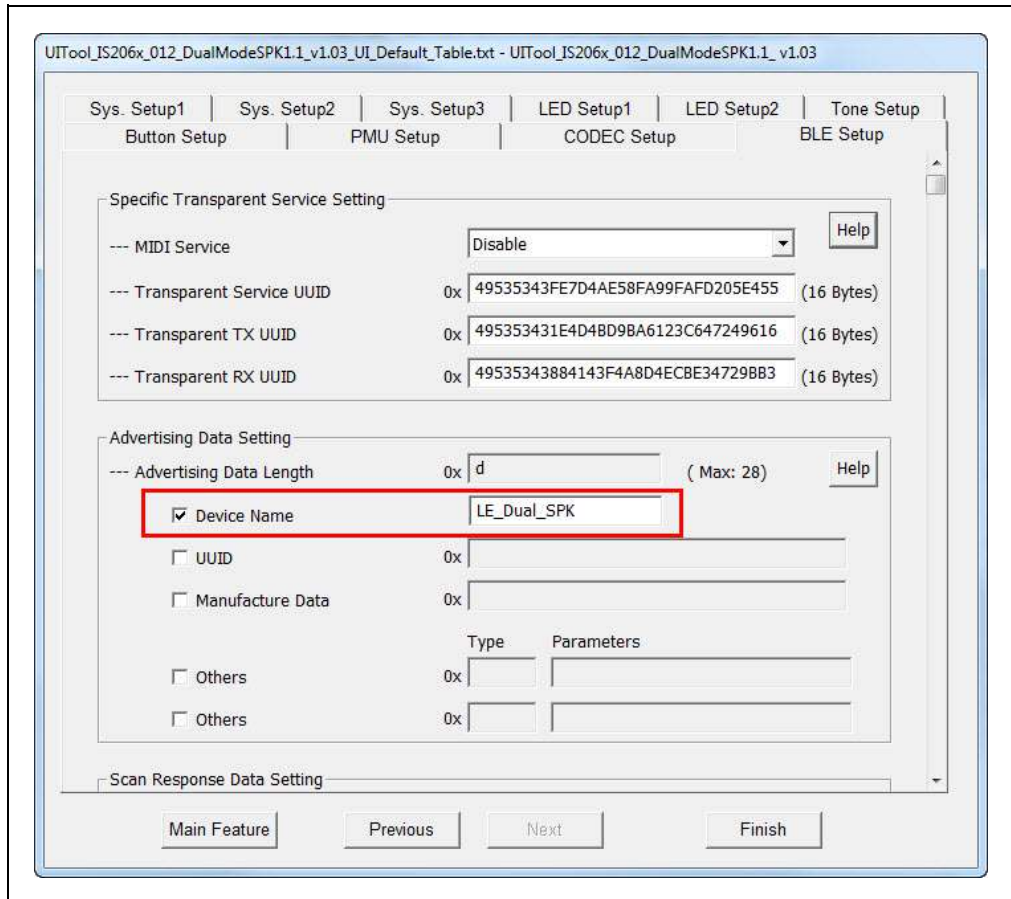 UITool_IS206x_012_DualModeSPK1.1_v1.03_UI_Default_Table.txt - UITool_IS206x_012_DualModeSPK1.1_ v1.03
Sys. Setup1 Sys. Setup2 Sys. Setup3 LED Setup1 LED Setup2 Tone Setup
Button Setup PMU Setup CODEC Setup BLE Setup
Specific Transparent Service Setting
Help
--- MIDI Service Disable
--- Transparent Service UUID 0x 49535343FE7D4AE58FA99FAFD205E455 (16 Bytes)
--- Transparent TX UUID 0x 495353431E4D4BD9BA6123C647249616 (16 Bytes)
--- Transparent RX UUID 0x 49535343884143F4A8D4ECBE34729BB3 (16 Bytes)
Advertising Data Setting
--- Advertising Data Length 0x d ( Max: 28) Help
Device Name LE_Dual_SPK
UUID 0x
Manufacture Data 0x
Type Parameters
Others 0x
Others 0x
Scan Response Data Setting
Main Feature Previous Next Finish